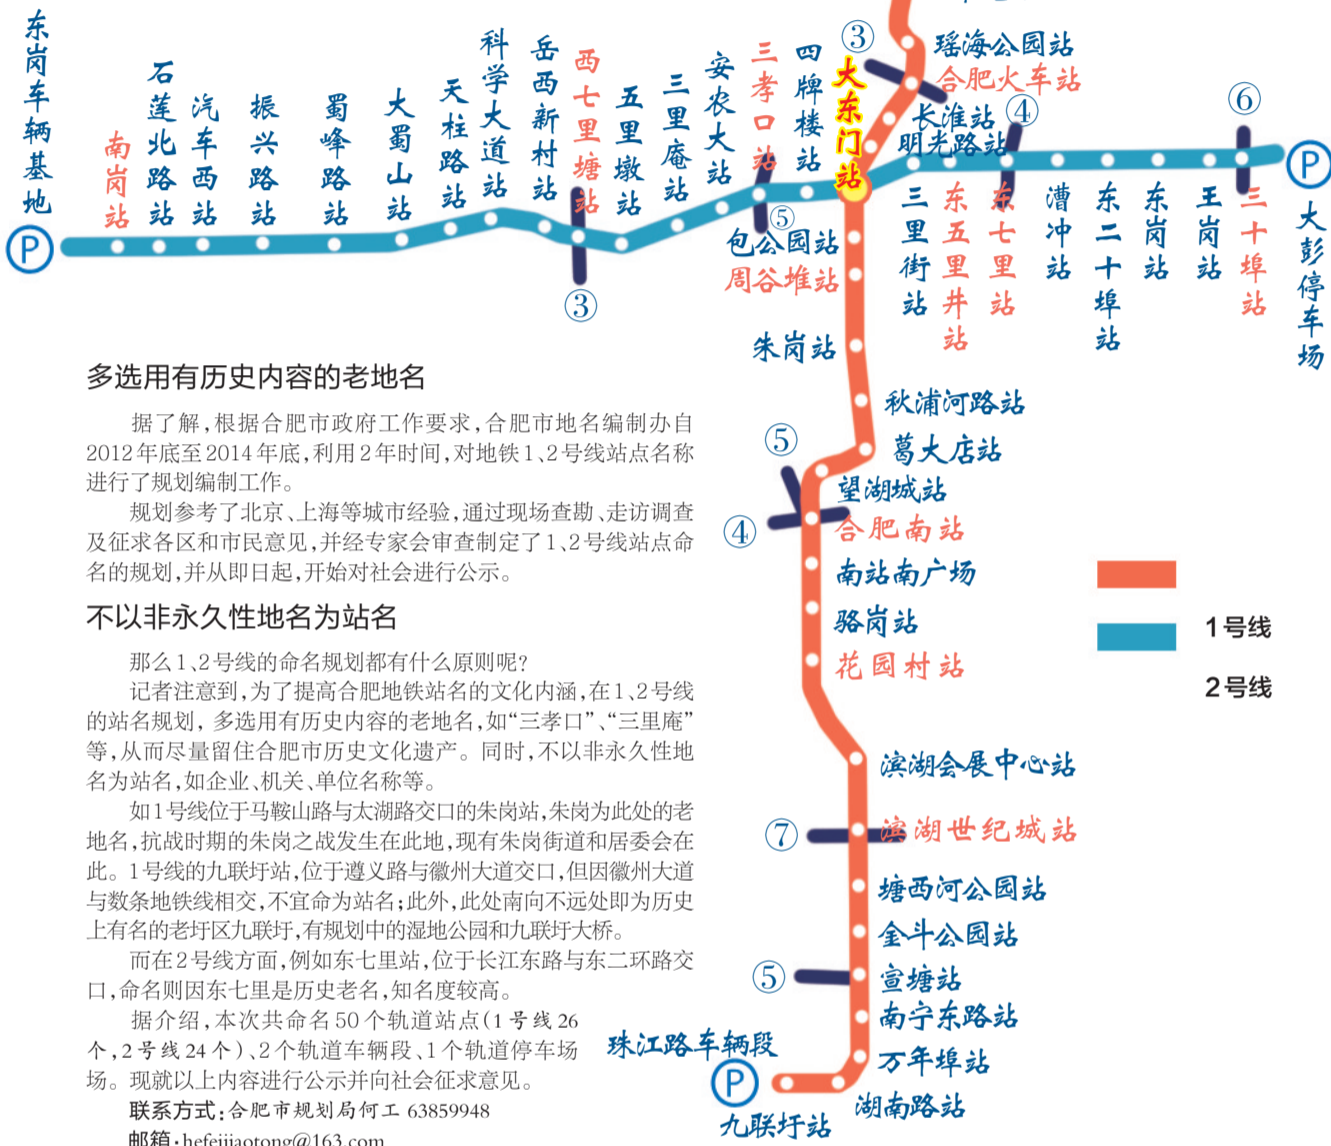 东岗车辆基地
P
南岗站
石莲北路站
汽车西站
振兴路站
蜀峰路站
大蜀山站
天柱路站
科学大道站
岳西新村站
西七里塘站
③
五里墩站
三里庵站
安农大站
三孝口站
⑤
四牌楼站
大东门站
③
瑶海公园站
合肥火车站
长淮站
明光路站
④
⑥
三里街站
东五里井站
东七里站
漕冲站
东二十埠站
东岗站
王岗站
三十埠站
P
大彭停车场
包公园站
周谷堆站
朱岗站
秋浦河路站
葛大店站
⑤
望湖城站
④
合肥南站
南站南广场
骆岗站
花园村站
滨湖会展中心站
⑦
滨湖世纪城站
塘西河公园站
金斗公园站
⑤
宣塘站
南宁东路站
万年埠站
湖南路站
九联圩站
珠江路车辆段
P
1号线
2号线
多选用有历史内容的老地名
据了解,根据合肥市政府工作要求,合肥市地名编制办自
2012年底至2014年底,利用2年时间,对地铁1、2号线站点名称
进行了规划编制工作。
规划参考了北京、上海等城市经验,通过现场查勘、走访调查
及征求各区和市民意见,并经专家会审查制定了1、2号线站点命
名的规划,并从即日起,开始对社会进行公示。
不以非永久性地名为站名
那么1、2号线的命名规划都有什么原则呢?
记者注意到,为了提高合肥地铁站名的文化内涵,在1、2号线
的站名规划,多选用有历史内容的老地名,如“三孝口”、“三里庵”
等,从而尽量留住合肥市历史文化遗产。同时,不以非永久性地
名为站名,如企业、机关、单位名称等。
如1号线位于马鞍山路与太湖路交口的朱岗站,朱岗为此处的老
地名,抗战时期的朱岗之战发生在此地,现有朱岗街道和居委会在
此。1号线的九联圩站,位于遵义路与徽州大道交口,但因徽州大道
与数条地铁线相交,不宜命为站名;此外,此处南向不远处即为历史
上有名的老圩区九联圩,有规划中的湿地公园和九联圩大桥。
而在2号线方面,例如东七里站,位于长江东路与东二环路交
口,命名则因东七里是历史老名,知名度较高。
据介绍,本次共命名50个轨道站点(1号线26
个,2号线24个)、2个轨道车辆段、1个轨道停车场
场。现就以上内容进行公示并向社会征求意见。
联系方式:合肥市规划局何工 63859948
邮箱:hefeijiaotong@163.com